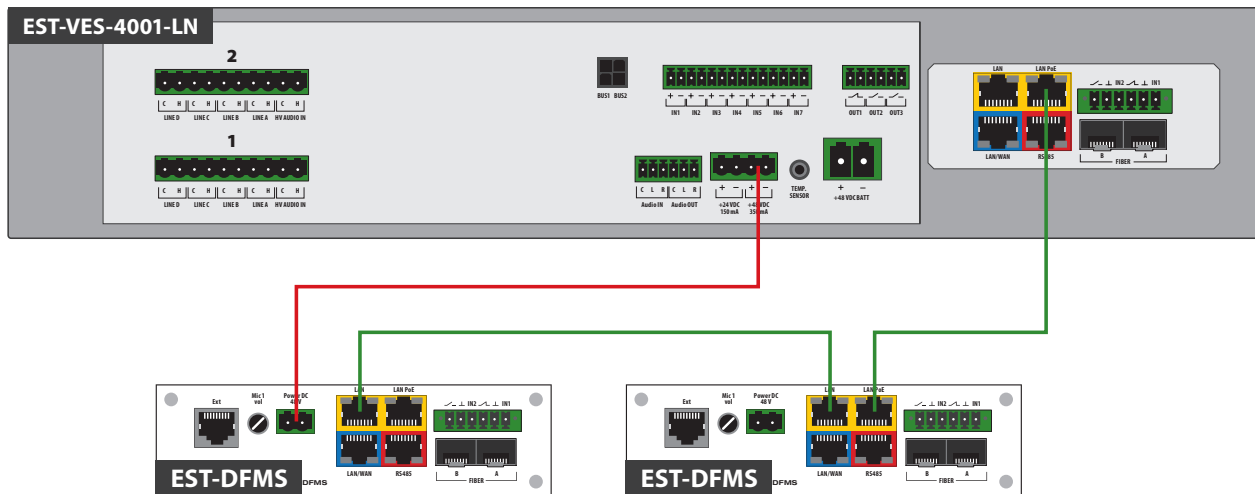 EST-VES-4001-LN
2
C H C H C H C H C H
LINE D LINE C LINE B LINE A HV AUDIO IN
1
C H C H C H C H C H
LINE D LINE C LINE B LINE A HV AUDIO IN
BUS1 BUS2
+ − + − + − + − + − + − + −
IN1 IN2 IN3 IN4 IN5 IN6 IN7
OUT1 OUT2 OUT3
C L R C L R
Audio IN Audio OUT
+ − + −
+24 VDC +48 VDC
150 mA 350 mA
TEMP.
SENSOR
+ −
+48 VDC BATT
LAN LAN PoE
LAN/WAN RS485
IN2 IN1
B A
FIBER
Ext
Mic1
vol
Power DC
48 V
LAN LAN PoE
LAN/WAN RS485
IN2 IN1
B A
FIBER
EST-DFMS DFMS
Ext
Mic1
vol
Power DC
48 V
LAN LAN PoE
LAN/WAN RS485
IN2 IN1
B A
FIBER
EST-DFMS DFMS